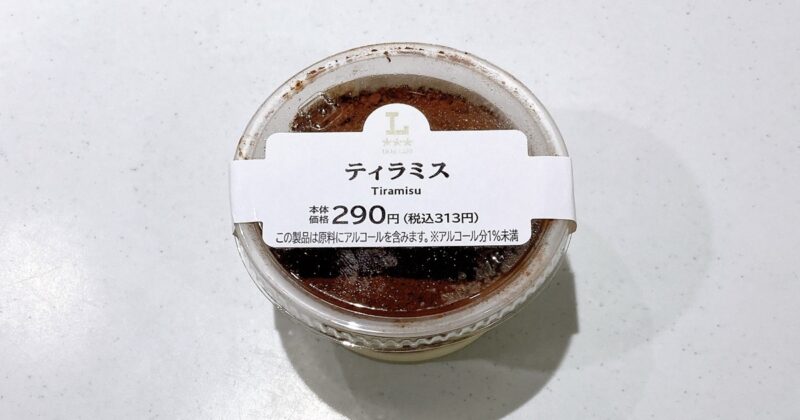 L
ティラミス
Tiramisu
本体価格 290円(税込313円)
この製品は原料にアルコールを含みます。※アルコール分1%未満